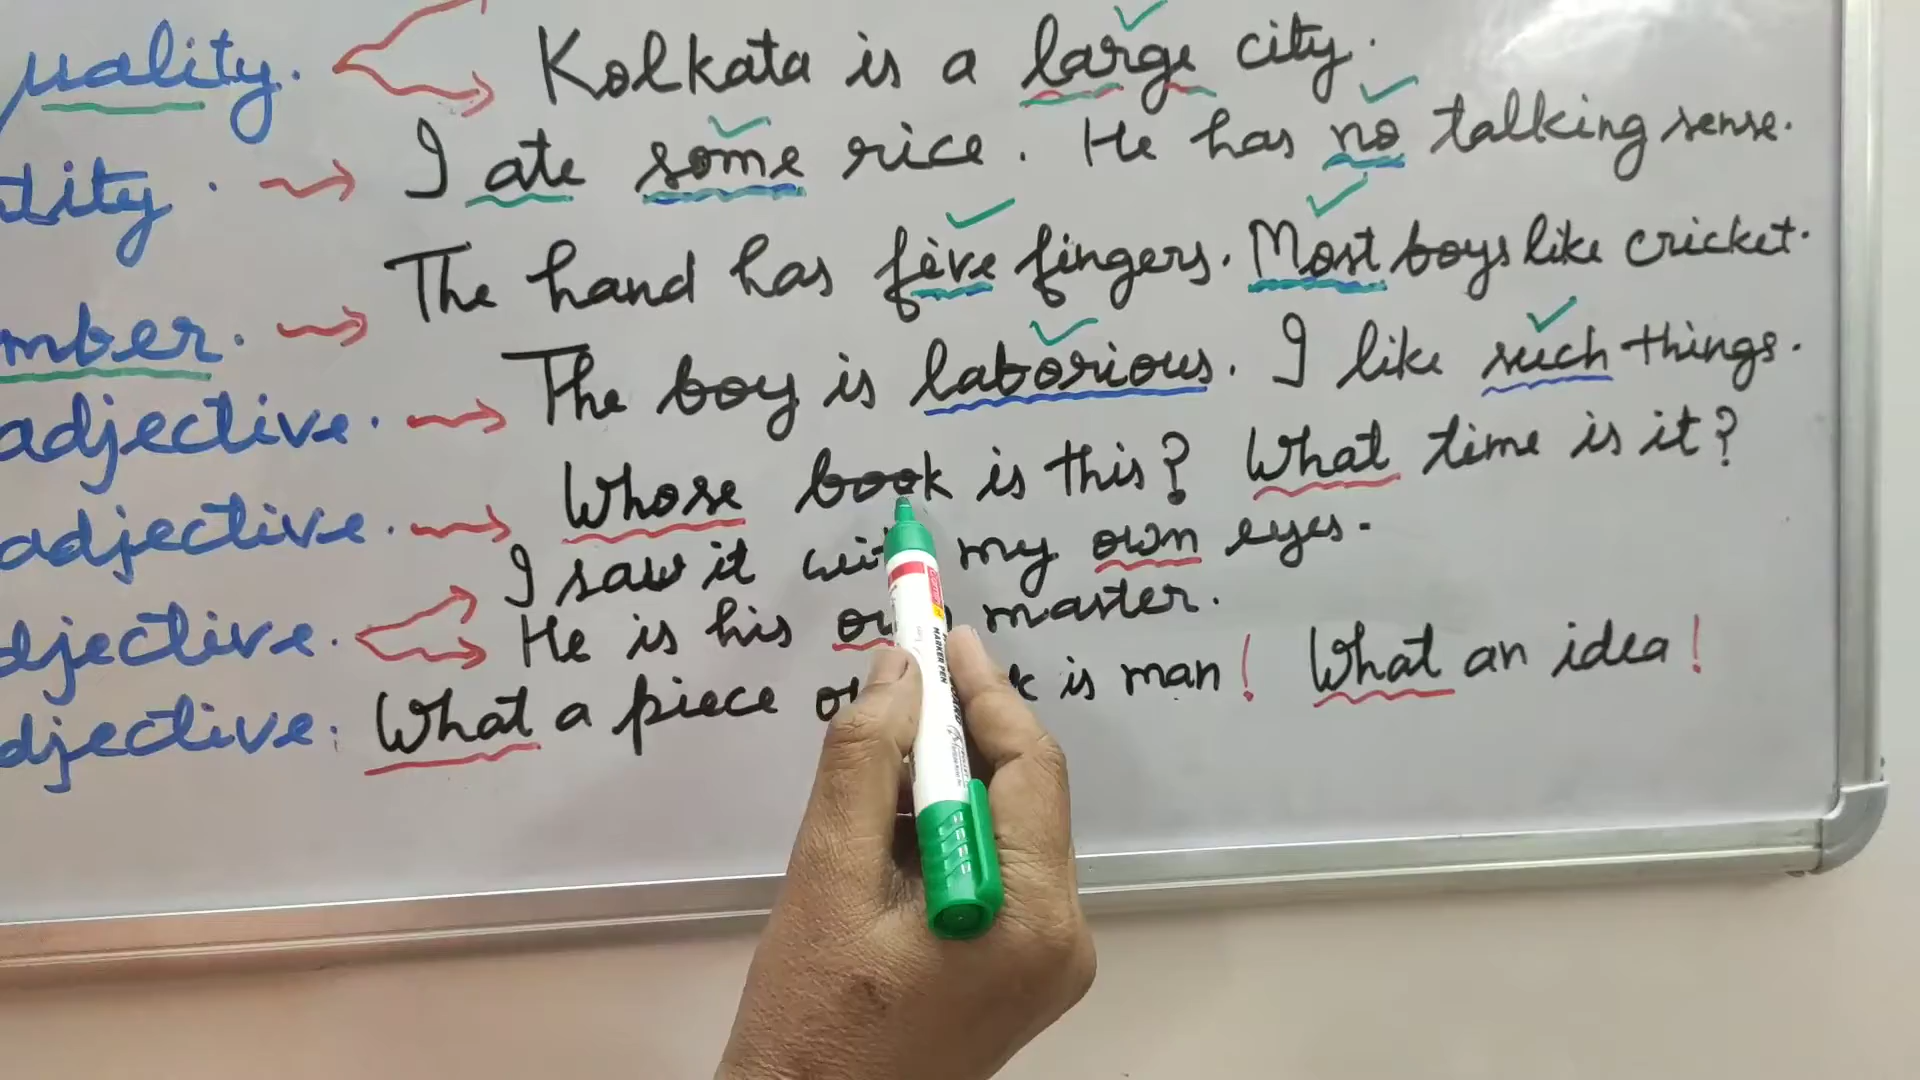 uality. Kolkata is a large city.
tity. I ate some rice. He has no talking sense.
mber. The hand has five fingers. Most boys like cricket.
adjective. The boy is laborious. I like such things.
adjective. Whose book is this? What time is it?
I saw it my own eyes.
djective. He is his master.
djective: What a piece is man! What an idea!
MARKER PEN